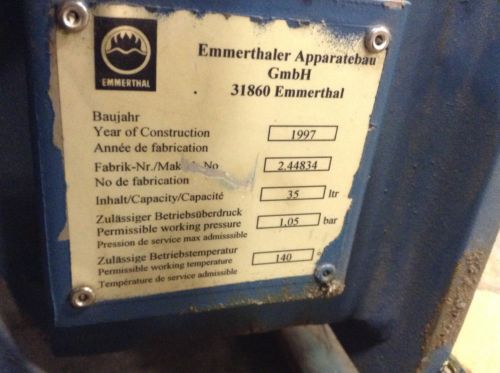 EMMERTHAL
Emmerthaler Apparatebau
GmbH
31860 Emmerthal
Baujahr
Year of Construction 1997
Année de fabrication
Fabrik-Nr./Mak No 2.44834
No de fabrication
Inhalt/Capacity/Capacité 35 ltr
Zulässiger Betriebsüberdruck
Permissible working pressure 1,05 bar
Pression de service max admisssible
Zulässige Betriebstemperatur
Permissible working temperature 140 °
Température de service admissible